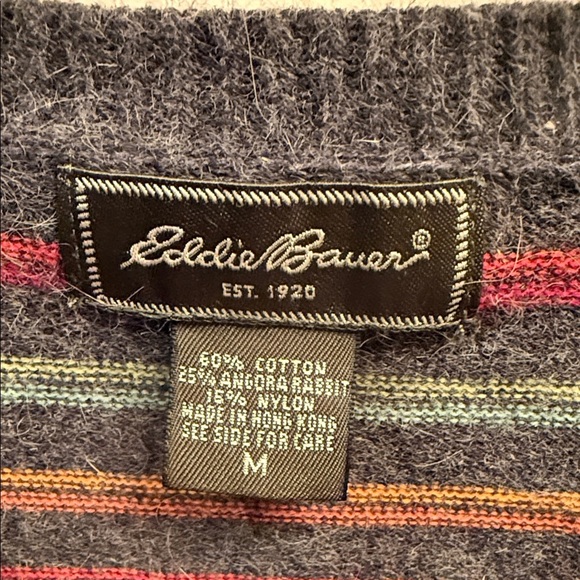 Eddie Bauer®
EST. 1920
60% COTTON
25% ANGORA RABBIT
15% NYLON
MADE IN HONG KONG
SEE SIDE FOR CARE
M